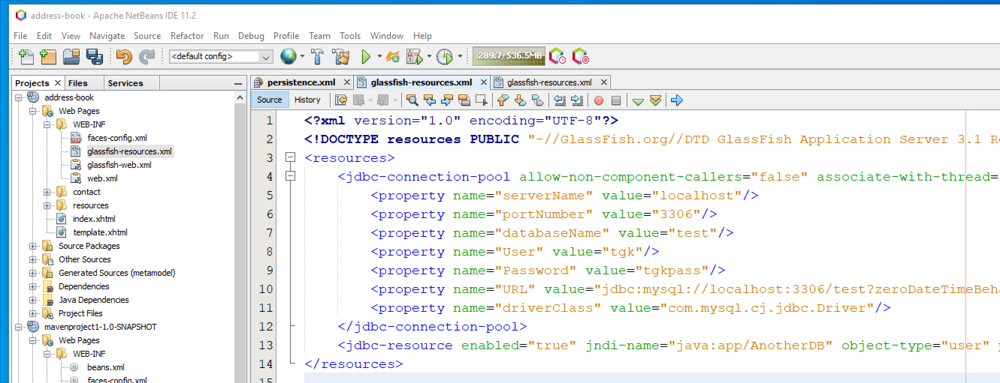 address-book - Apache NetBeans IDE 11.2
File Edit View Navigate Source Refactor Run Debug Profile Team Tools Window Help
<default config>
289.7/536.5MB
Projects Files Services
address-book
Web Pages
WEB-INF
faces-config.xml
glassfish-resources.xml
glassfish-web.xml
web.xml
contact
resources
index.xhtml
template.xhtml
Source Packages
Other Sources
Generated Sources (metamodel)
Dependencies
Java Dependencies
Project Files
mavenproject1-1.0-SNAPSHOT
Web Pages
WEB-INF
beans.xml
faces-config.xml
persistence.xml glassfish-resources.xml glassfish-resources.xml
Source History
1 <?xml version="1.0" encoding="UTF-8"?>
2 <!DOCTYPE resources PUBLIC "-//GlassFish.org//DTD GlassFish Application Server 3.1 Re
3 <resources>
4 <jdbc-connection-pool allow-non-component-callers="false" associate-with-thread=
5 <property name="serverName" value="localhost"/>
6 <property name="portNumber" value="3306"/>
7 <property name="databaseName" value="test"/>
8 <property name="User" value="tgk"/>
9 <property name="Password" value="tgkpass"/>
10 <property name="URL" value="jdbc:mysql://localhost:3306/test?zeroDateTimeBeha
11 <property name="driverClass" value="com.mysql.cj.jdbc.Driver"/>
12 </jdbc-connection-pool>
13 <jdbc-resource enabled="true" jndi-name="java:app/AnotherDB" object-type="user" p
14 </resources>
15